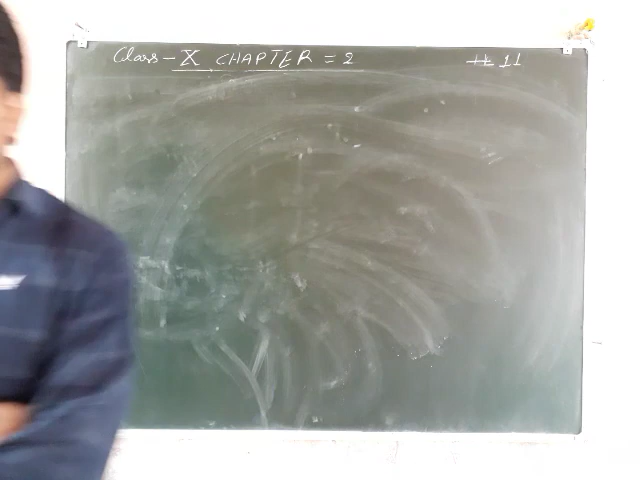 Class - X CHAPTER = 2 # 11